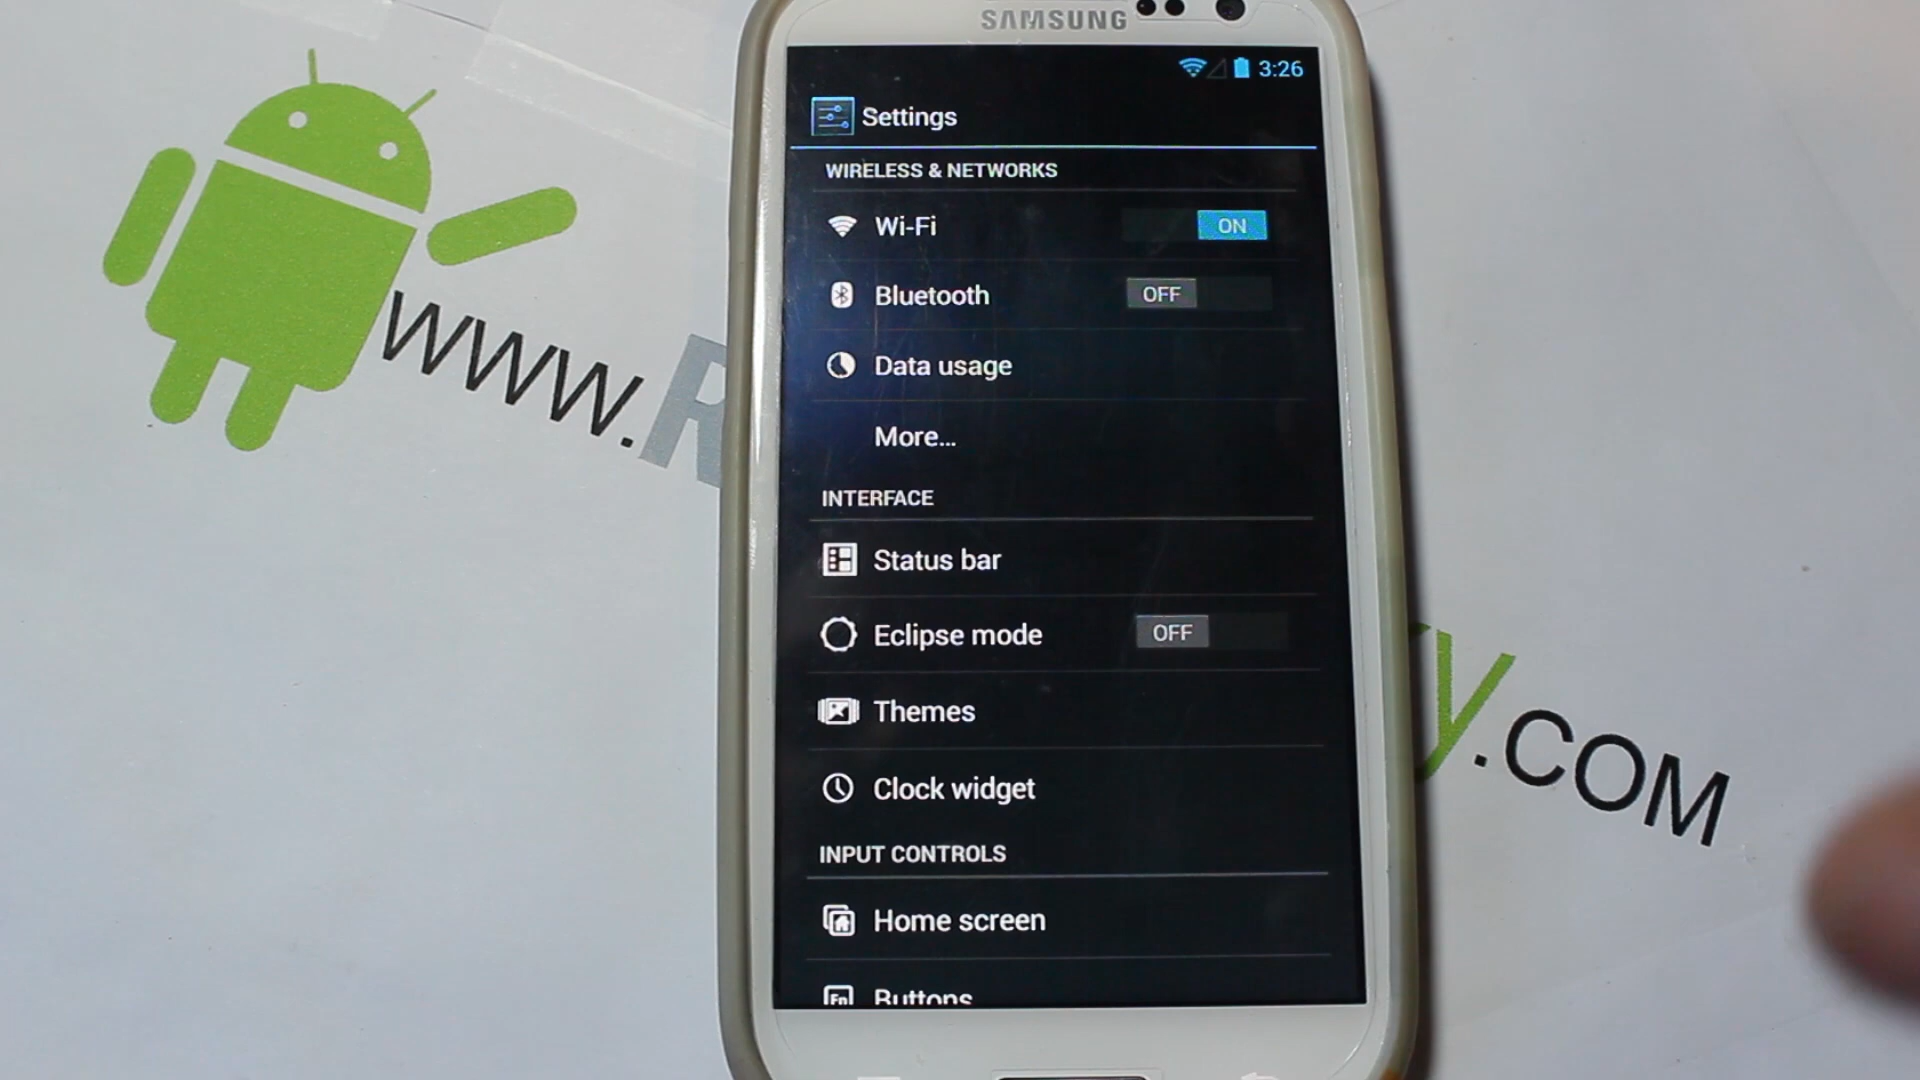 SAMSUNG
3:26
Settings
WIRELESS & NETWORKS
Wi-Fi
ON
Bluetooth
OFF
Data usage
More...
INTERFACE
Status bar
Eclipse mode
OFF
Themes
Clock widget
INPUT CONTROLS
Home screen
Fn
Buttons
www.R
y.COM